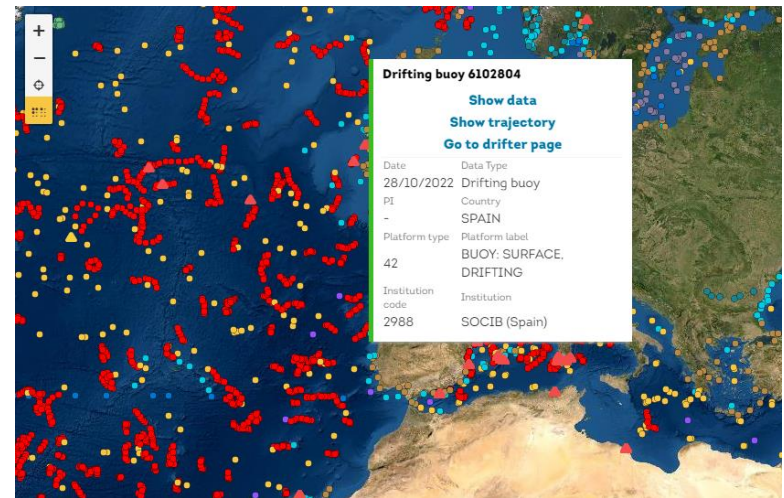 +
−
Drifting buoy 6102804
Show data
Show trajectory
Go to drifter page
Date Data Type
28/10/2022 Drifting buoy
PI Country
- SPAIN
Platform type Platform label
42 BUOY: SURFACE, DRIFTING
Institution code Institution
2988 SOCIB (Spain)